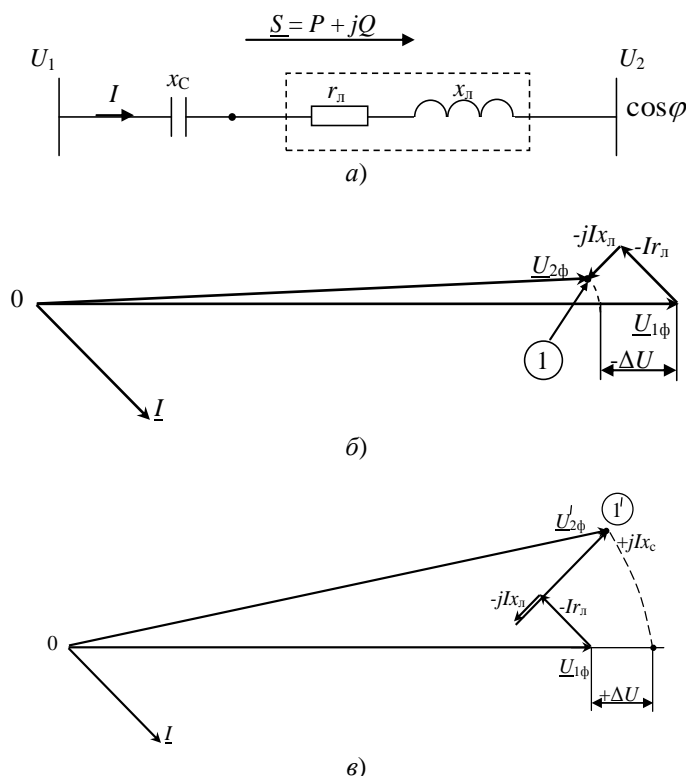 S = P + jQ
U1
U2
I
xC
rл
xл
cosφ
а)
-jIxл
-Irл
U2ф
0
U1ф
1
-ΔU
I
б)
U'2ф
1'
+jIxс
-jIxл
-Irл
0
U1ф
+ΔU
I
в)